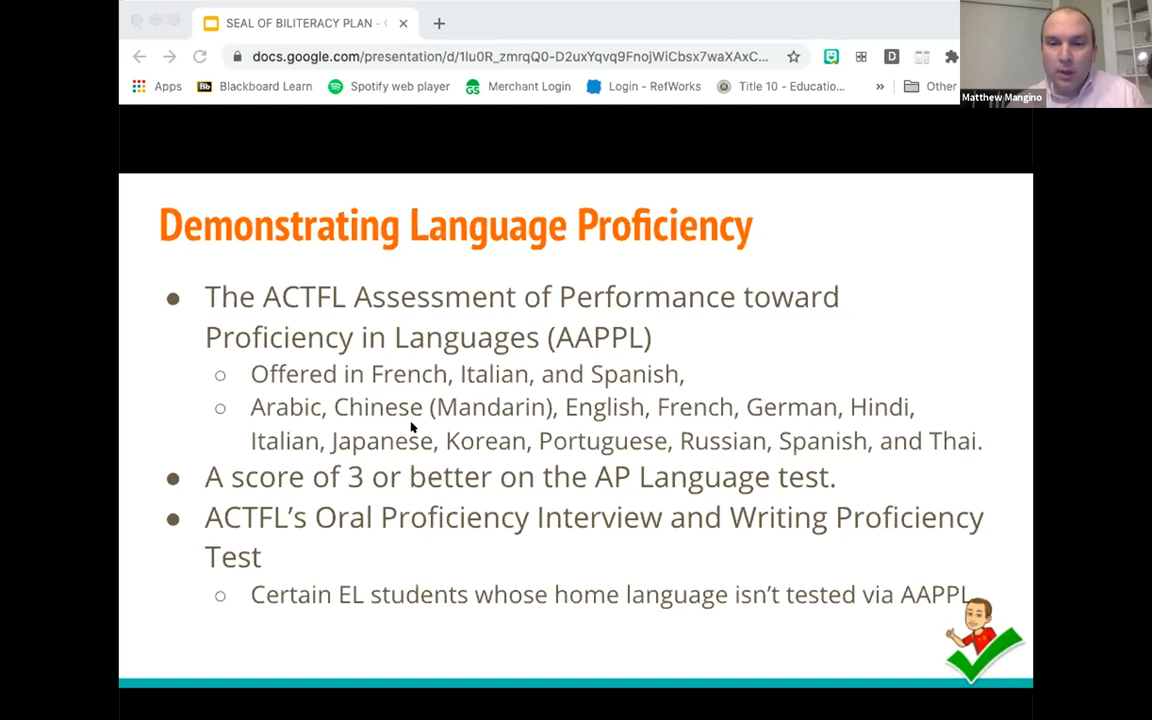 SEAL OF BILITERACY PLAN -
docs.google.com/presentation/d/1lu0R_zmrqQ0-D2uxYqvq9FnojWiCbsx7waXAxC...
Apps Blackboard Learn Spotify web player Merchant Login Login - RefWorks Title 10 - Educatio... » Other
Matthew Mangino
Demonstrating Language Proficiency
● The ACTFL Assessment of Performance toward
Proficiency in Languages (AAPPL)
○ Offered in French, Italian, and Spanish,
○ Arabic, Chinese (Mandarin), English, French, German, Hindi,
Italian, Japanese, Korean, Portuguese, Russian, Spanish, and Thai.
● A score of 3 or better on the AP Language test.
● ACTFL's Oral Proficiency Interview and Writing Proficiency
Test
○ Certain EL students whose home language isn't tested via AAPPL